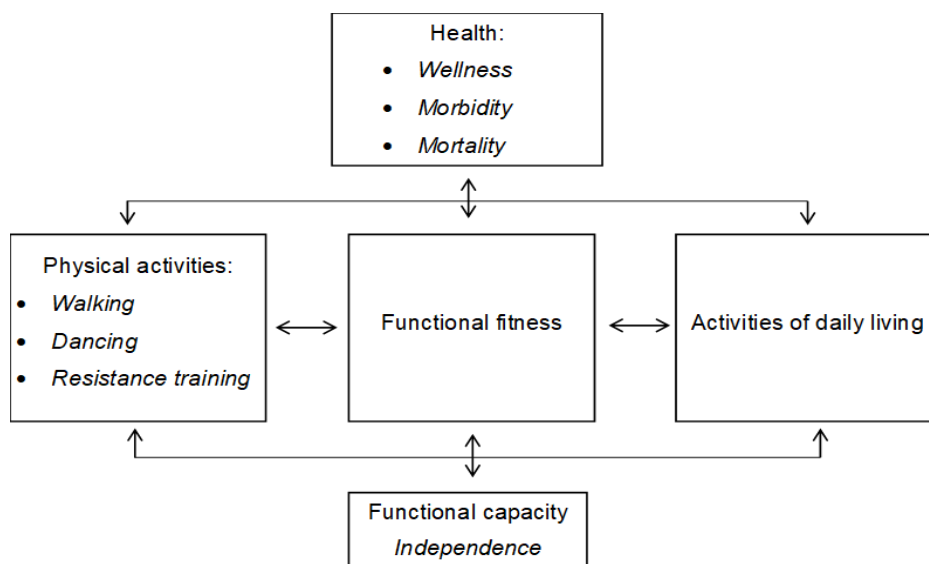 Health:
• Wellness
• Morbidity
• Mortality
Physical activities:
• Walking
• Dancing
• Resistance training
Functional fitness
Activities of daily living
Functional capacity
Independence